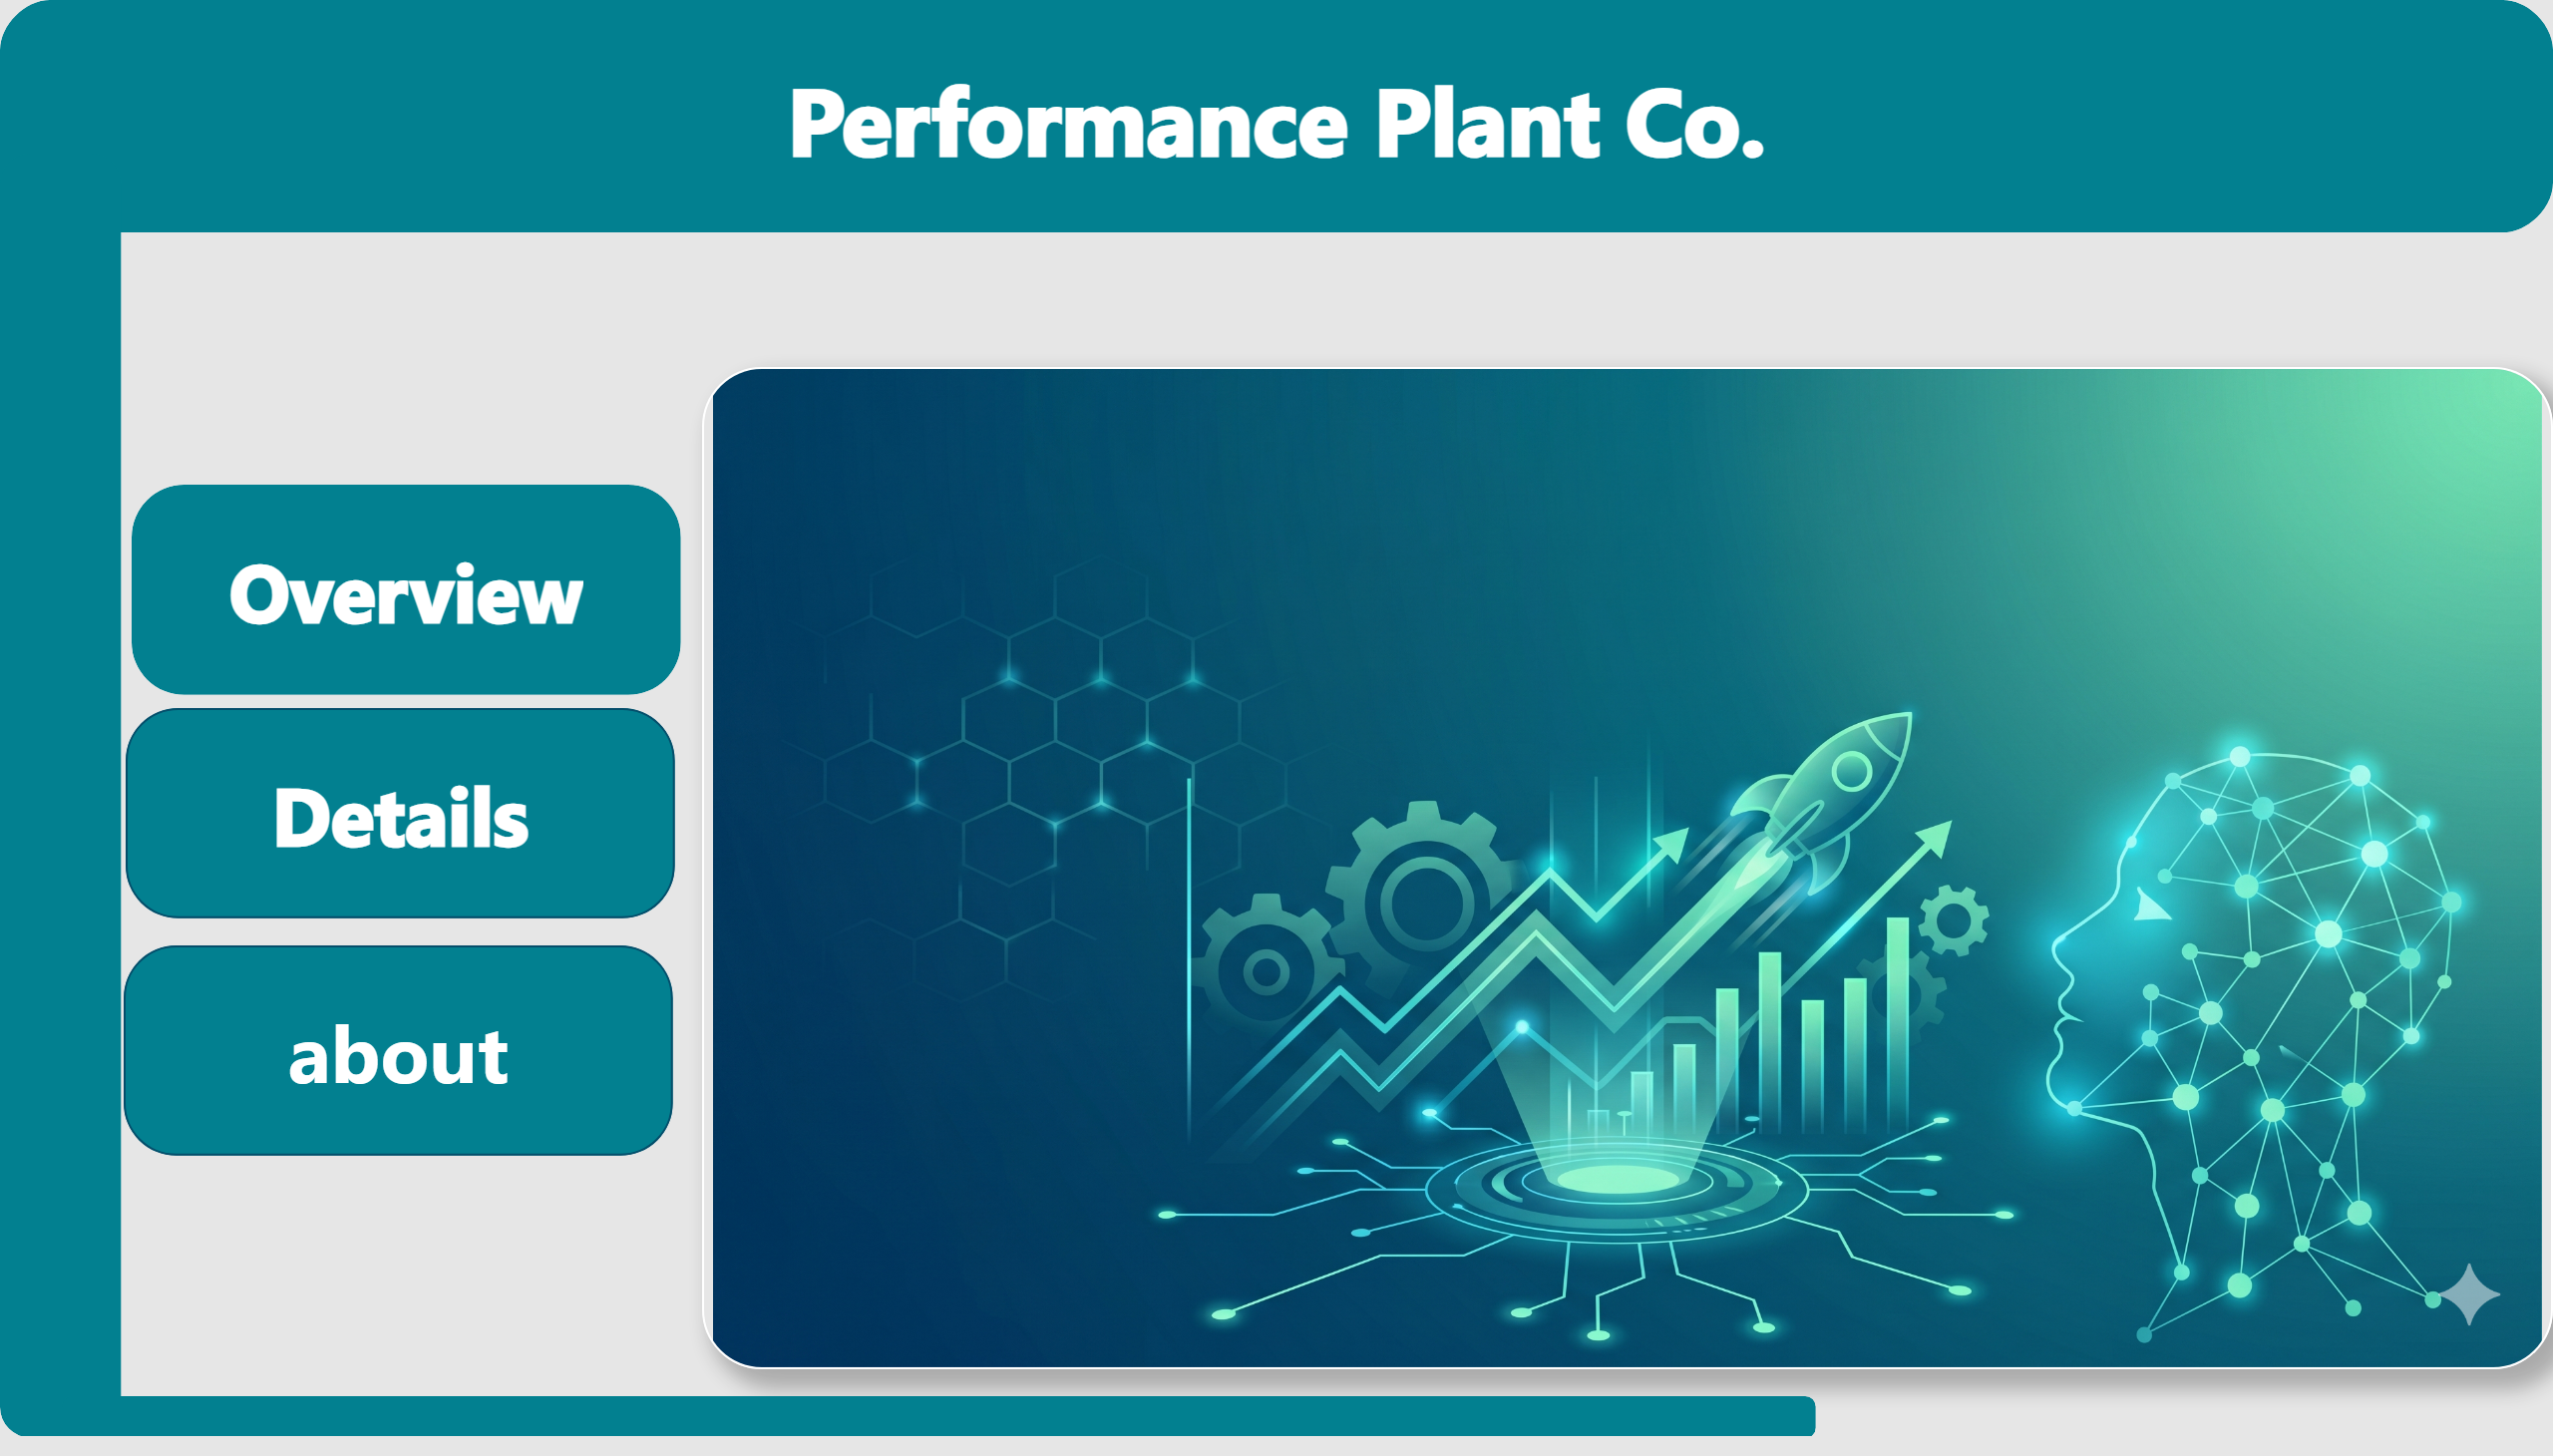 Performance Plant Co.
Overview
Details
about